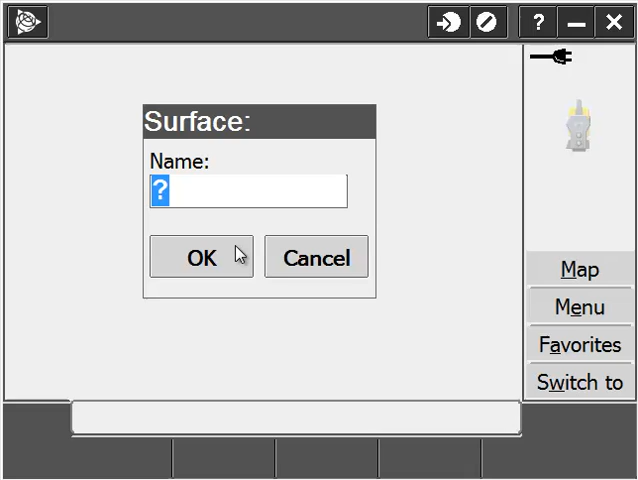 ?
Surface:
Name:
?
OK
Cancel
Map
Menu
Favorites
Switch to